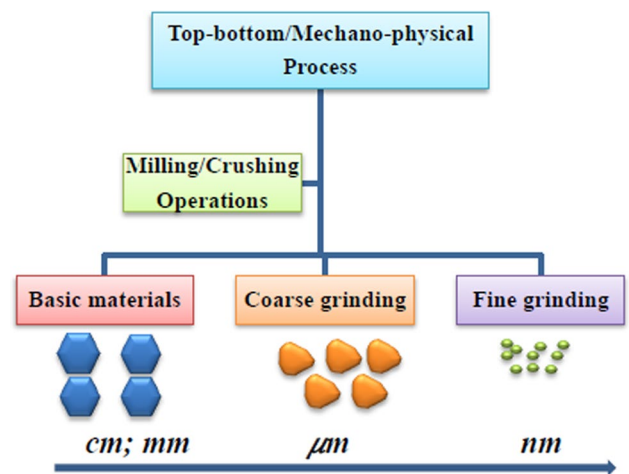 Top-bottom/Mechano-physical
Process
Milling/Crushing
Operations
Basic materials
Coarse grinding
Fine grinding
cm; mm
μm
nm